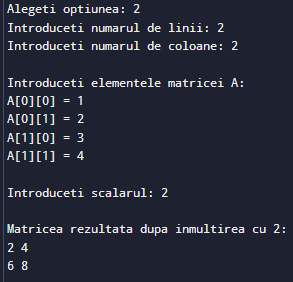 Alegeti optiunea: 2
Introduceti numarul de linii: 2
Introduceti numarul de coloane: 2
Introduceti elementele matricei A:
A[0][0] = 1
A[0][1] = 2
A[1][0] = 3
A[1][1] = 4
Introduceti scalarul: 2
Matricea rezultata dupa inmultirea cu 2:
2 4
6 8